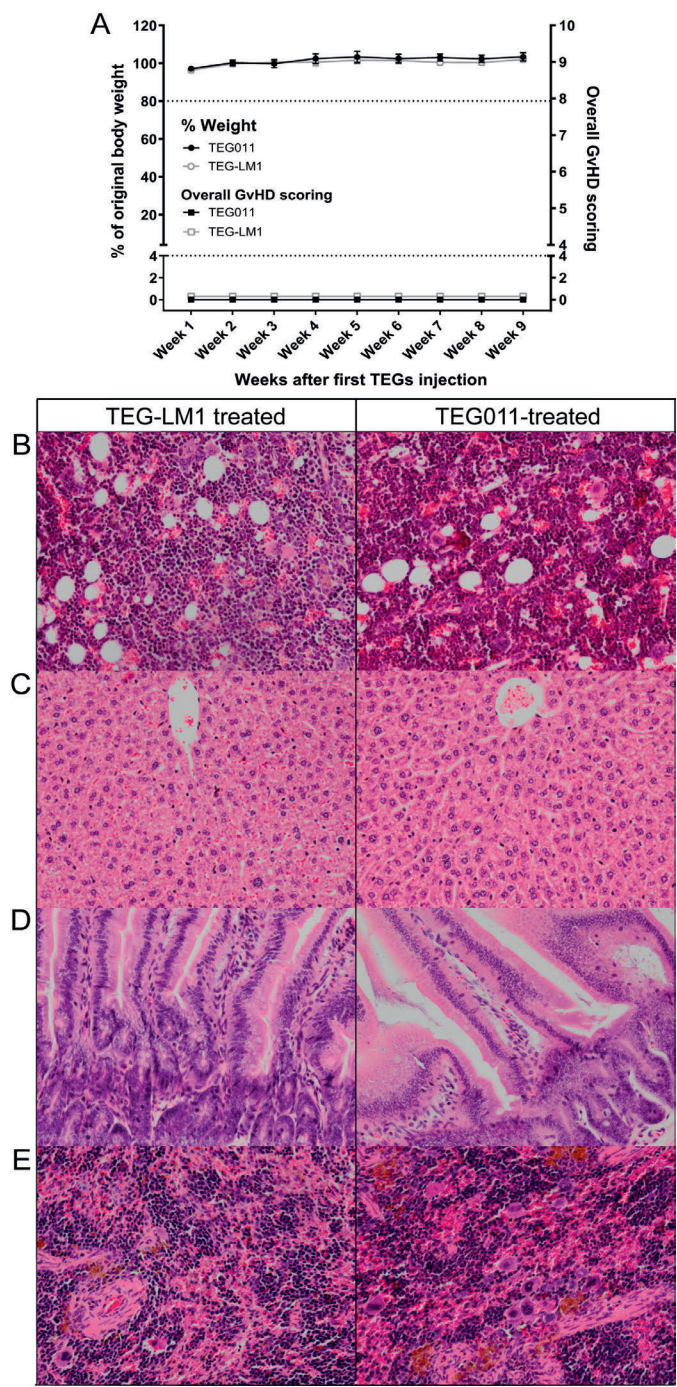 A
120
100
80
60
40
20
4
2
0
% of original body weight
10
9
8
7
6
5
4
4
2
0
Overall GvHD scoring
% Weight
TEG011
TEG-LM1
Overall GvHD scoring
TEG011
TEG-LM1
Week 1
Week 2
Week 3
Week 4
Week 5
Week 6
Week 7
Week 8
Week 9
Weeks after first TEGs injection
TEG-LM1 treated
TEG011-treated
B
C
D
E